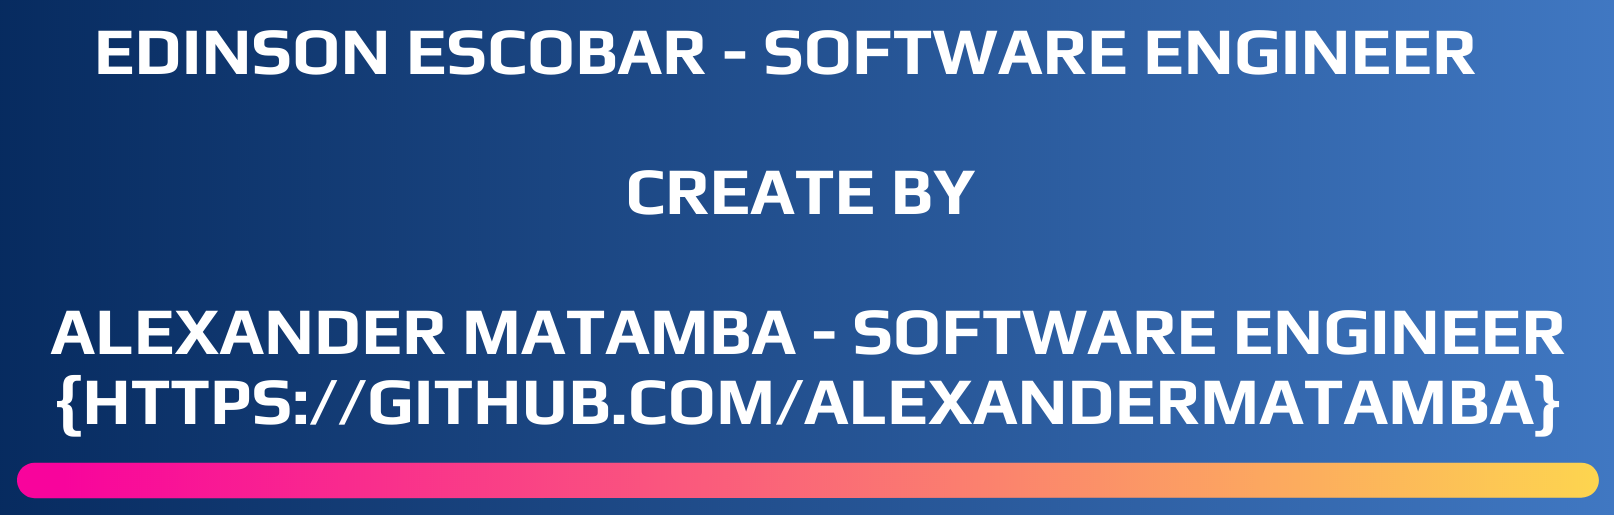 EDINSON ESCOBAR - SOFTWARE ENGINEER
CREATE BY
ALEXANDER MATAMBA - SOFTWARE ENGINEER
{HTTPS://GITHUB.COM/ALEXANDERMATAMBA}